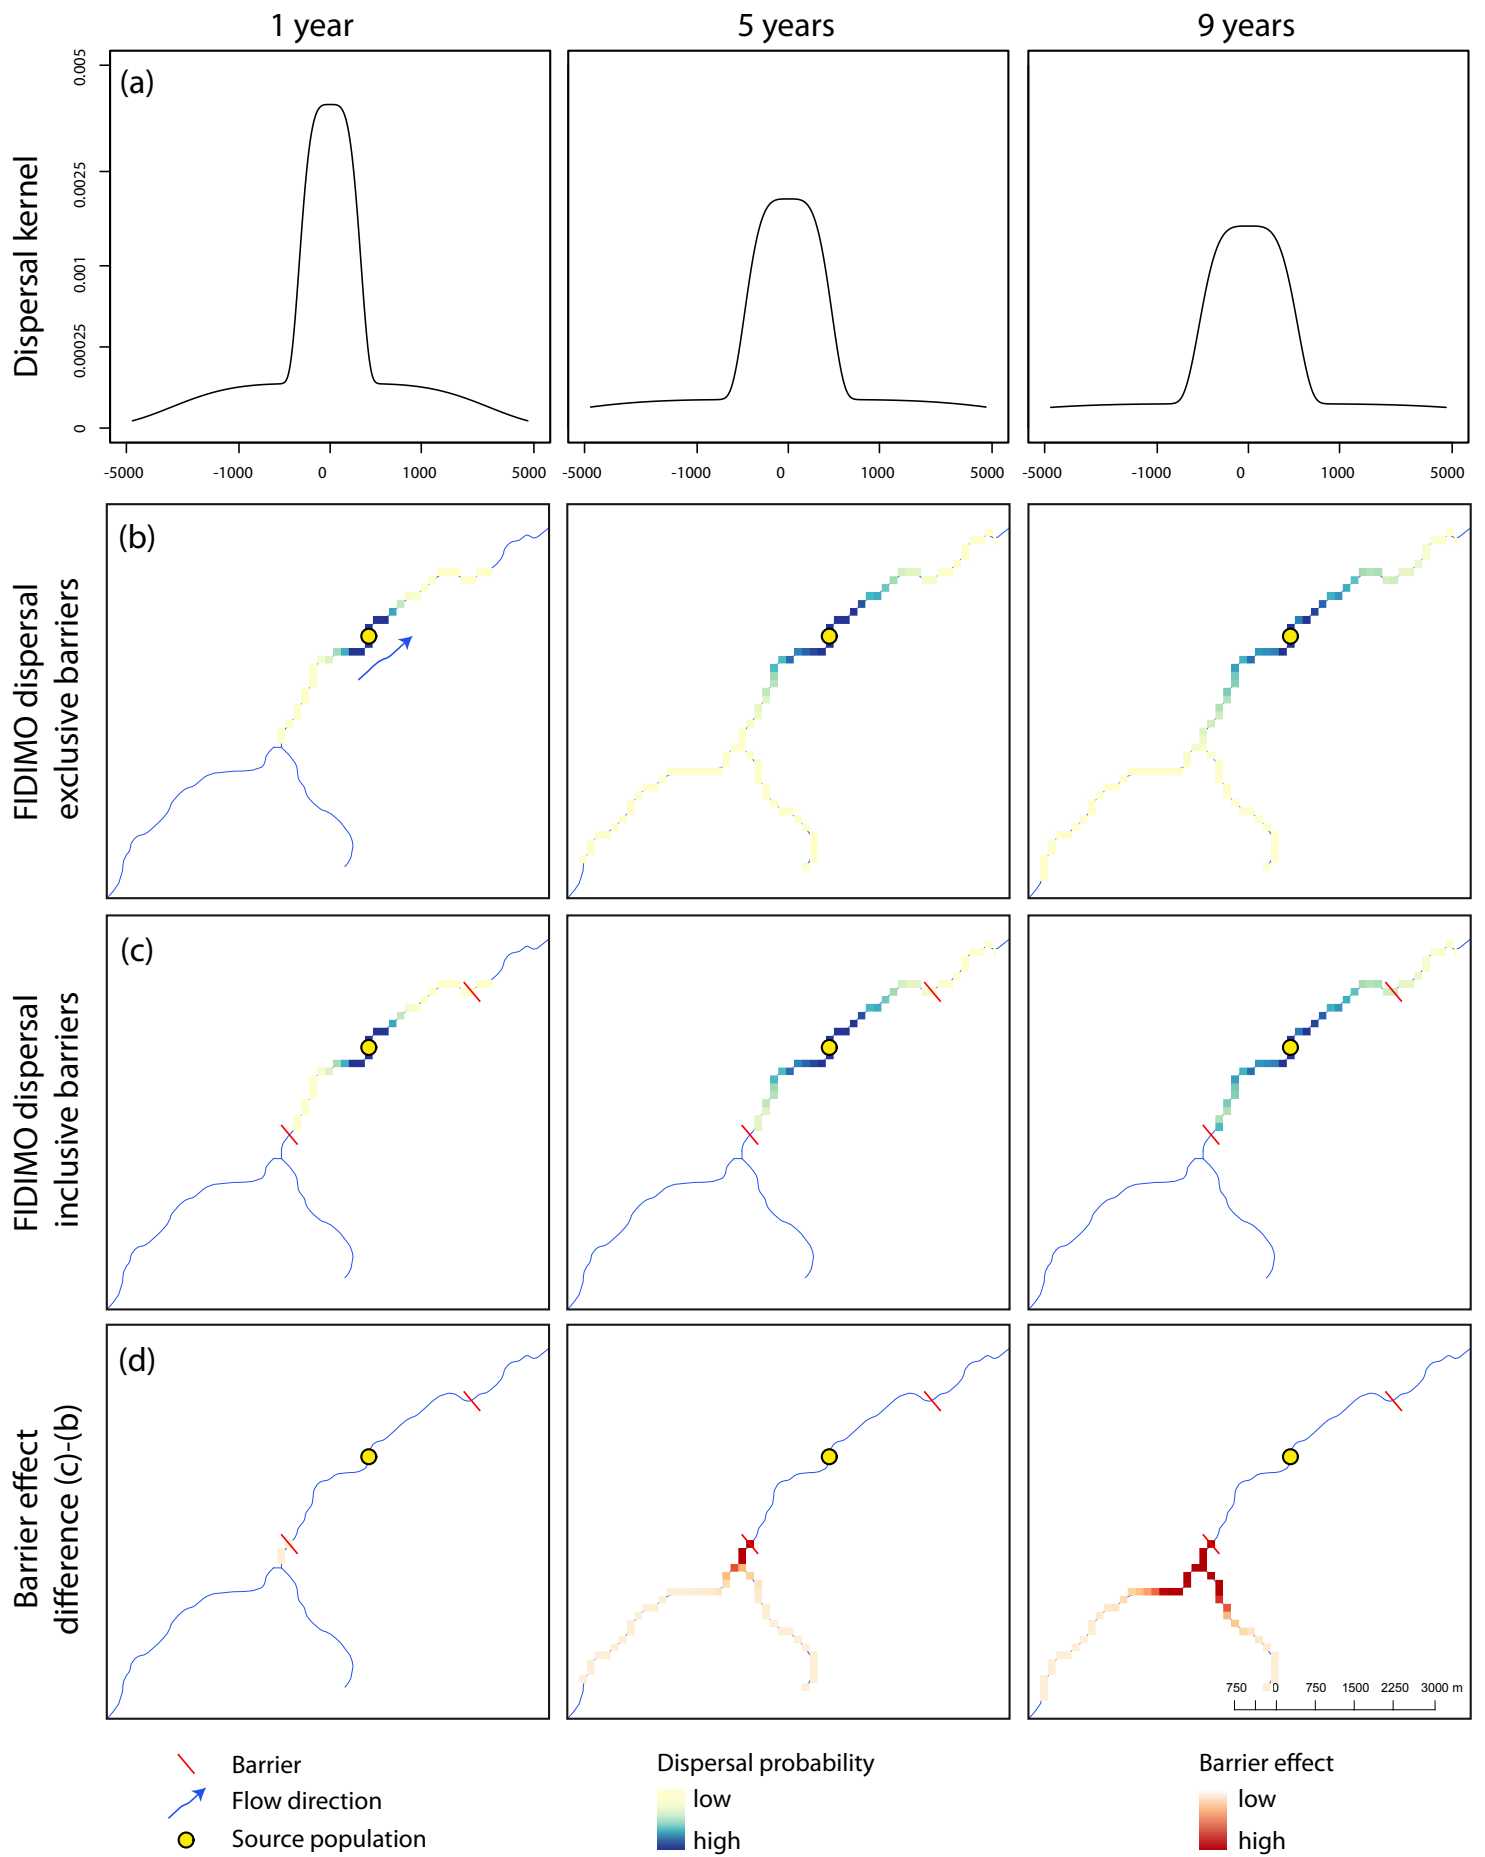 1 year
5 years
9 years
(a)
Dispersal kernel
0.005
0.0025
0.001
0.00025
0
-5000
-1000
0
1000
5000
-5000
-1000
0
1000
5000
-5000
-1000
0
1000
5000
(b)
FIDIMO dispersal
exclusive barriers
(c)
FIDIMO dispersal
inclusive barriers
(d)
Barrier effect
difference (c)-(b)
750 0 750 1500 2250 3000 m
Barrier
Flow direction
Source population
Dispersal probability
low
high
Barrier effect
low
high